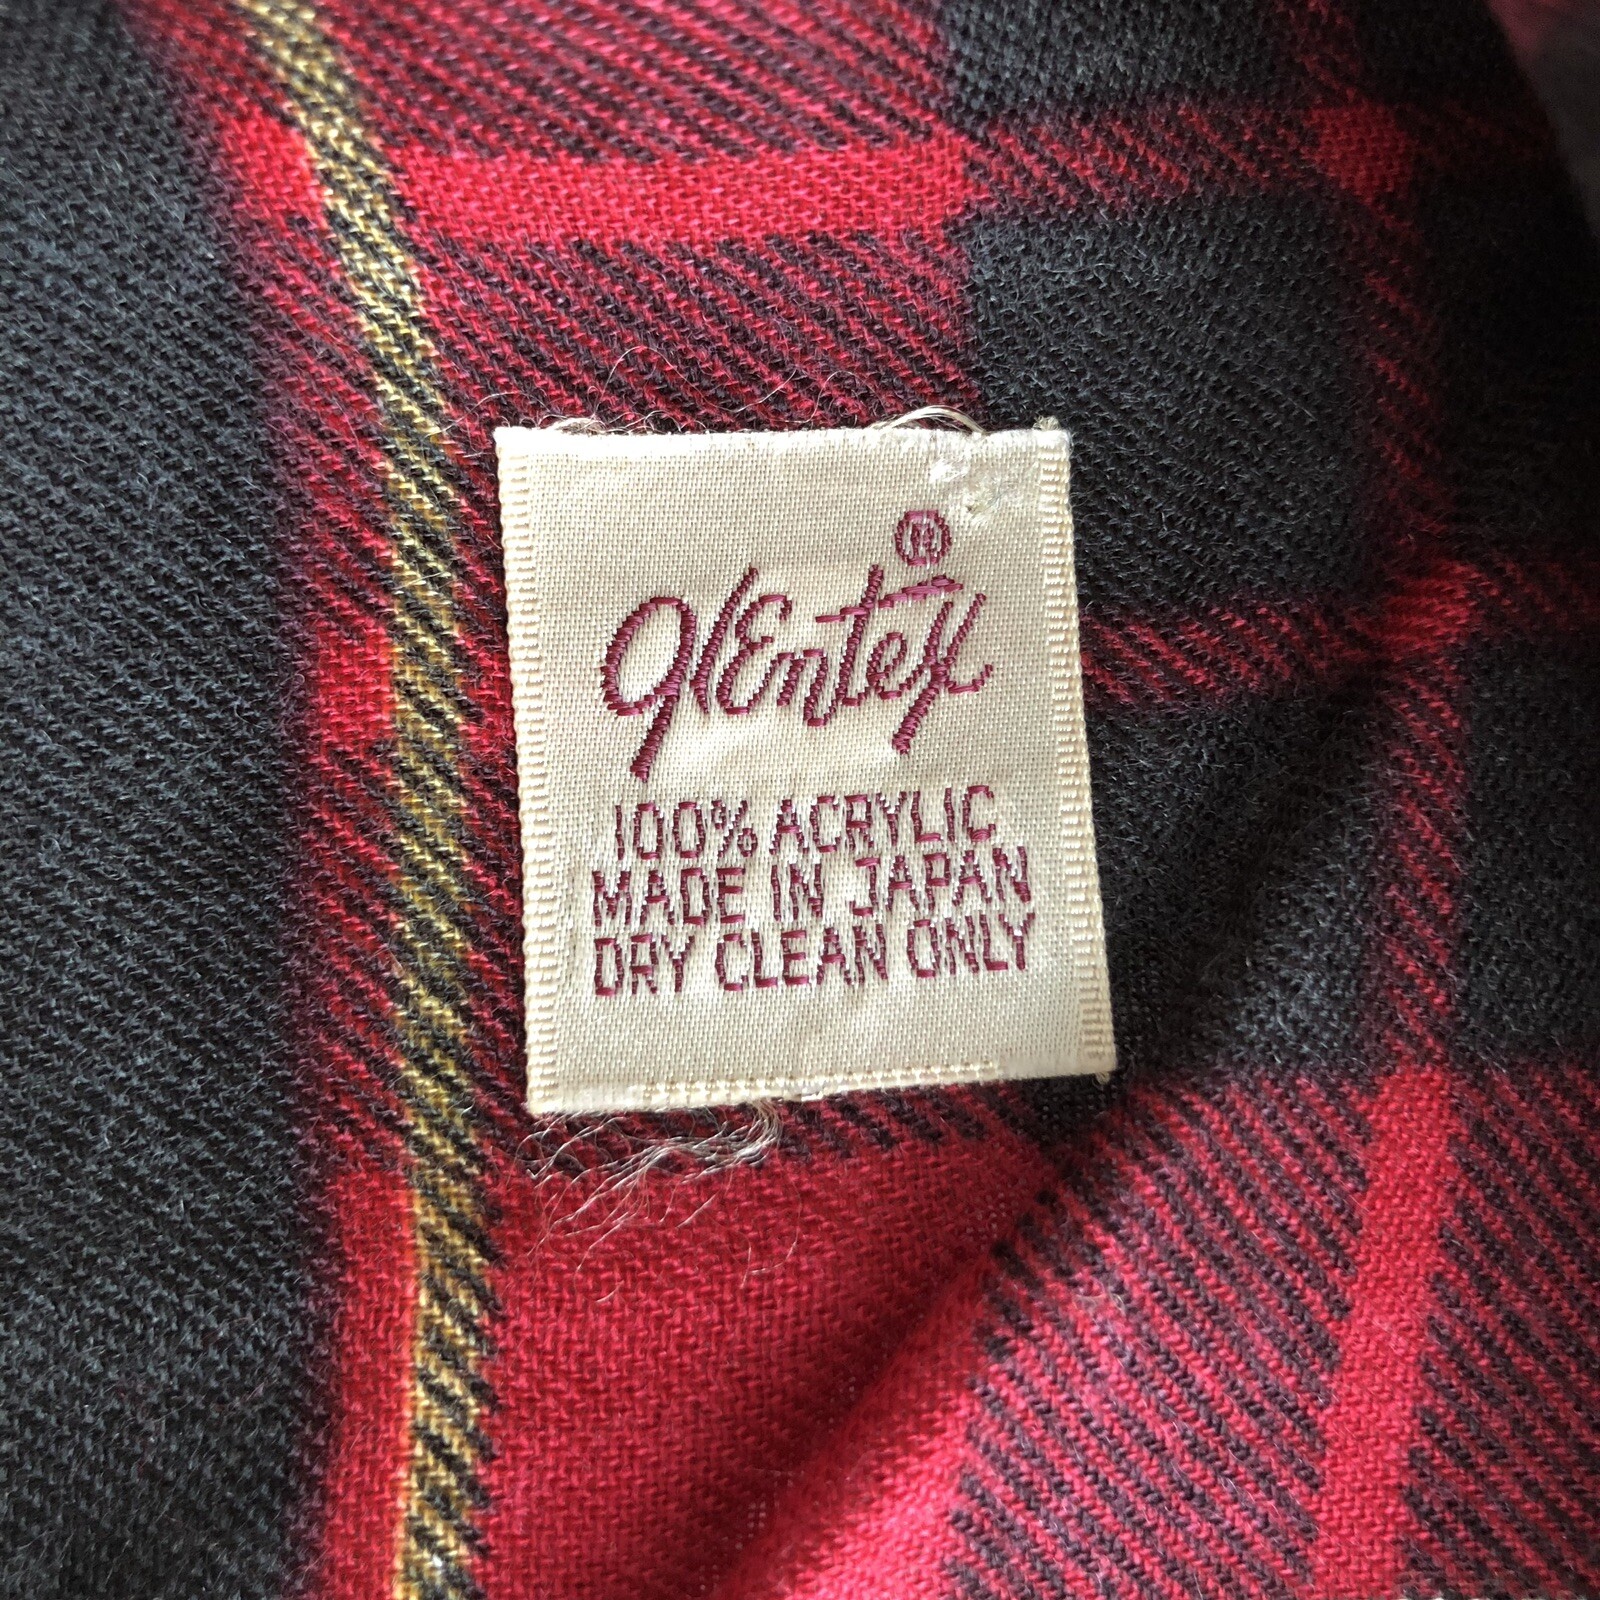 ®
glentex
100% ACRYLIC
MADE IN JAPAN
DRY CLEAN ONLY